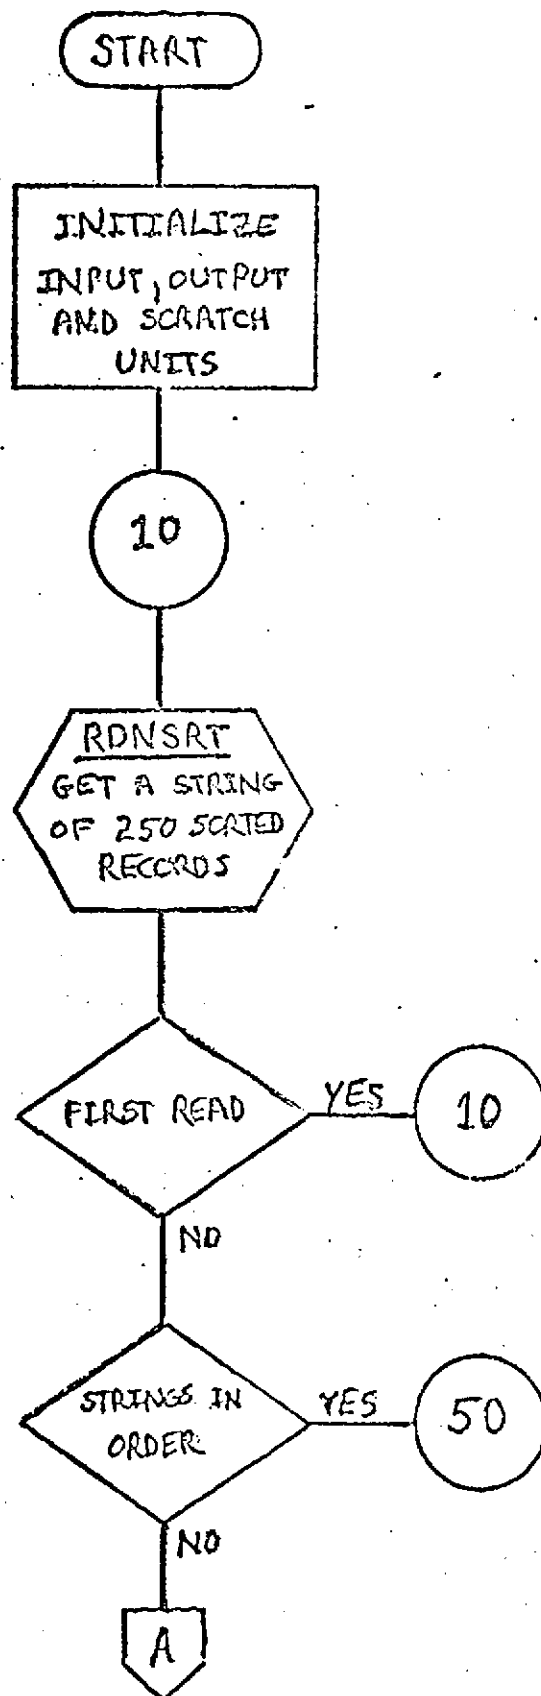 START
INITIALIZE
INPUT, OUTPUT
AND SCRATCH
UNITS
10
RDNSRT
GET A STRING
OF 250 SORTED
RECORDS
FIRST READ
YES
10
NO
STRINGS IN
ORDER
YES
50
NO
A